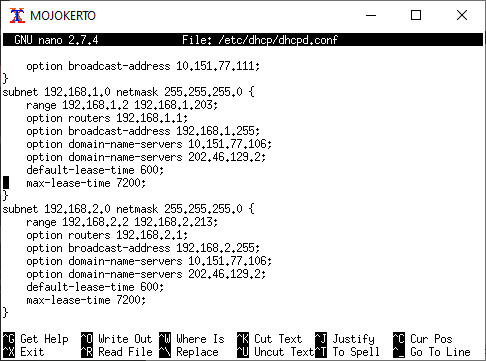 MOJOKERTO
GNU nano 2.7.4 File: /etc/dhcp/dhcpd.conf
option broadcast-address 10.151.77.111;
}
subnet 192.168.1.0 netmask 255.255.255.0 {
range 192.168.1.2 192.168.1.203;
option routers 192.168.1.1;
option broadcast-address 192.168.1.255;
option domain-name-servers 10.151.77.106;
option domain-name-servers 202.46.129.2;
default-lease-time 600;
max-lease-time 7200;
}
subnet 192.168.2.0 netmask 255.255.255.0 {
range 192.168.2.2 192.168.2.213;
option routers 192.168.2.1;
option broadcast-address 192.168.2.255;
option domain-name-servers 10.151.77.106;
option domain-name-servers 202.46.129.2;
default-lease-time 600;
max-lease-time 7200;
}
^G Get Help ^O Write Out ^W Where Is ^K Cut Text ^J Justify ^C Cur Pos
^X Exit ^R Read File ^\ Replace ^U Uncut Text ^T To Spell ^_ Go To Line